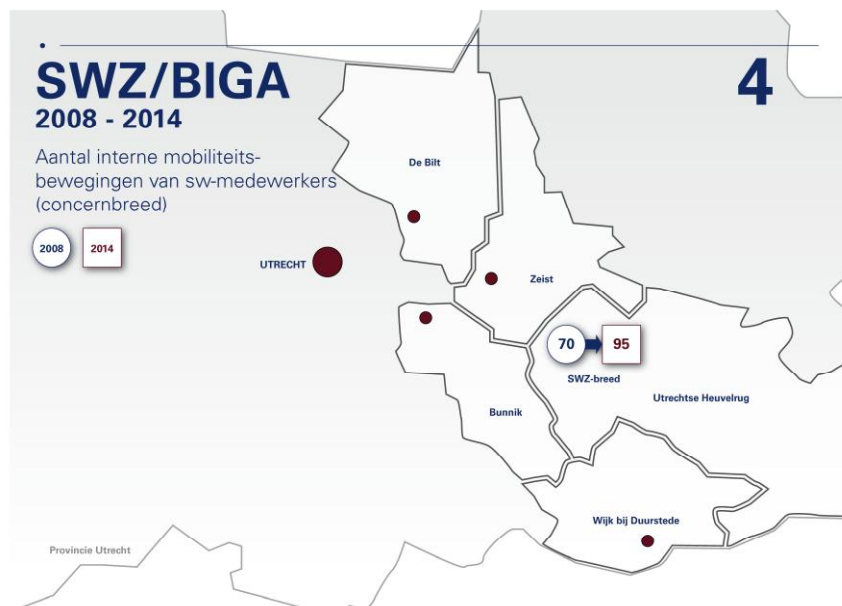 SWZ/BIGA
4
2008 - 2014
Aantal interne mobiliteits-
bewegingen van sw-medewerkers
(concernbreed)
2008
2014
De Bilt
UTRECHT
Zeist
70
95
SWZ-breed
Utrechtse Heuvelrug
Bunnik
Wijk bij Duurstede
Provincie Utrecht